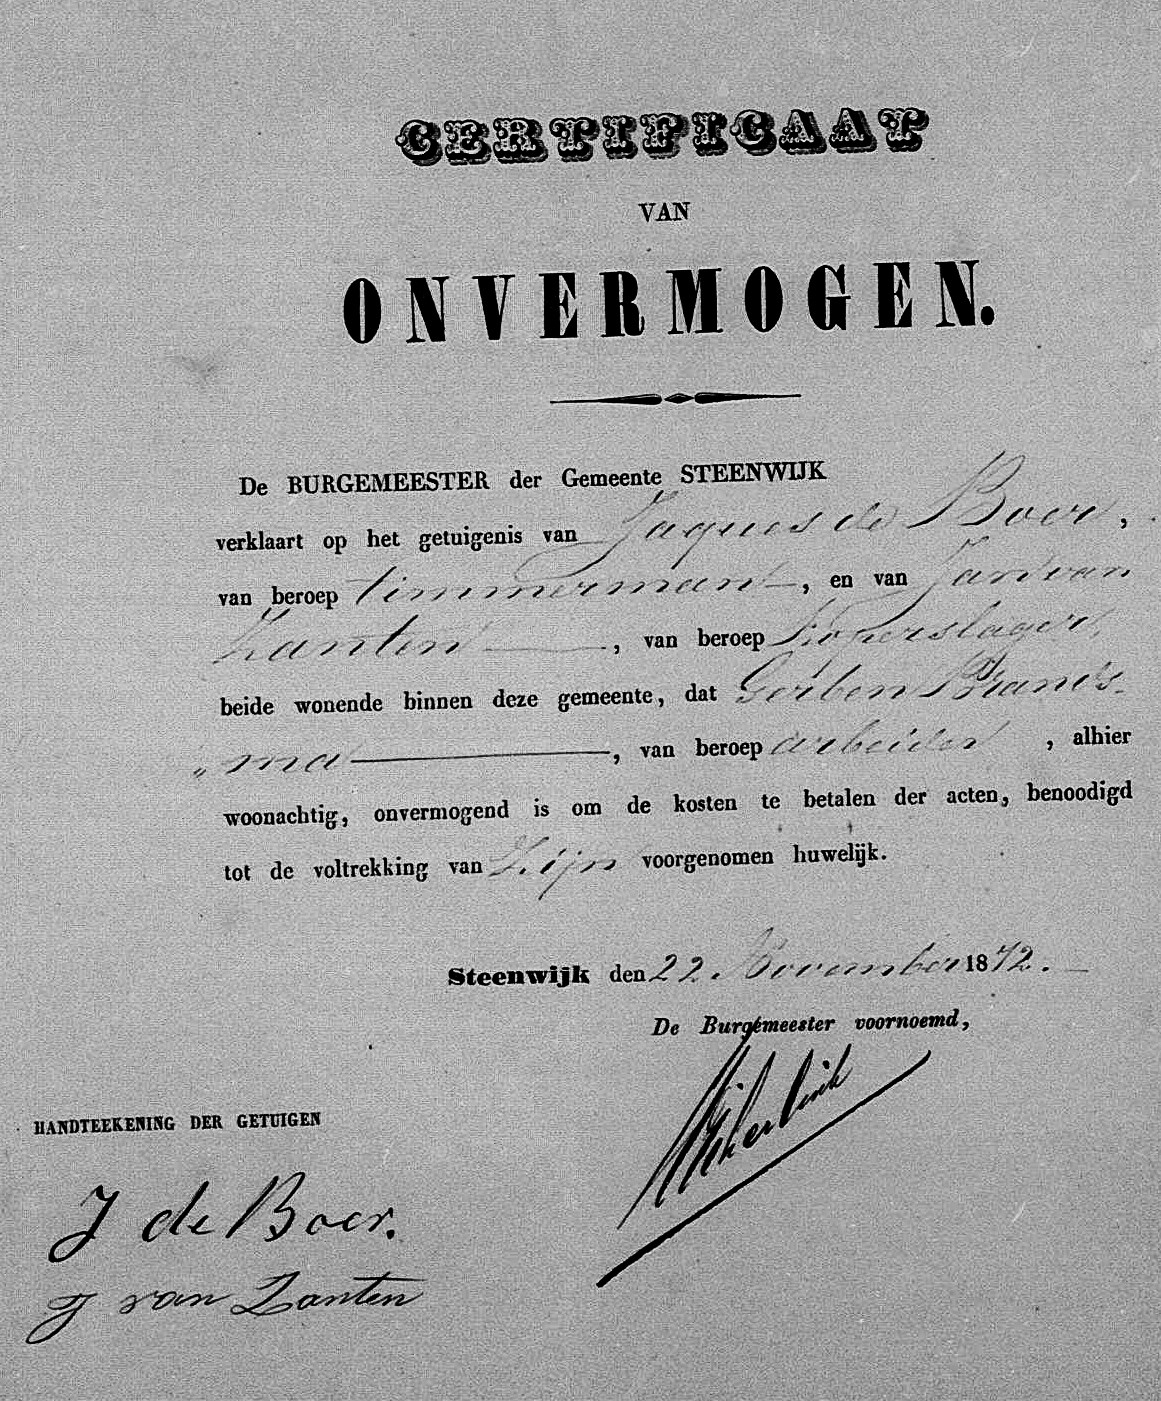 CERTIFICAAT
VAN
ONVERMOGEN.
De BURGEMEESTER der Gemeente STEENWIJK
verklaart op het getuigenis van Jaques de Boer,
van beroep timmerman, en van Jan van
Zanten, van beroep Koperslager
beide wonende binnen deze gemeente, dat Gerben Brands-
„ma, van beroep arbeider, alhier
woonachtig, onvermogend is om de kosten te betalen der acten, benoodigd
tot de voltrekking van Zijn voorgenomen huwelijk.
Steenwijk den 22 November 1872.
De Burgemeester voornoemd,
HANDTEEKENING DER GETUIGEN
J de Boer.
J van Zanten